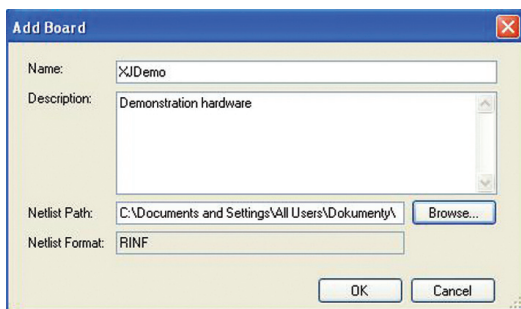 Add Board
Name: XJDemo
Description: Demonstration hardware
Netlist Path: C:\Documents and Settings\All Users\Dokumenty\ Browse...
Netlist Format: RINF
OK Cancel